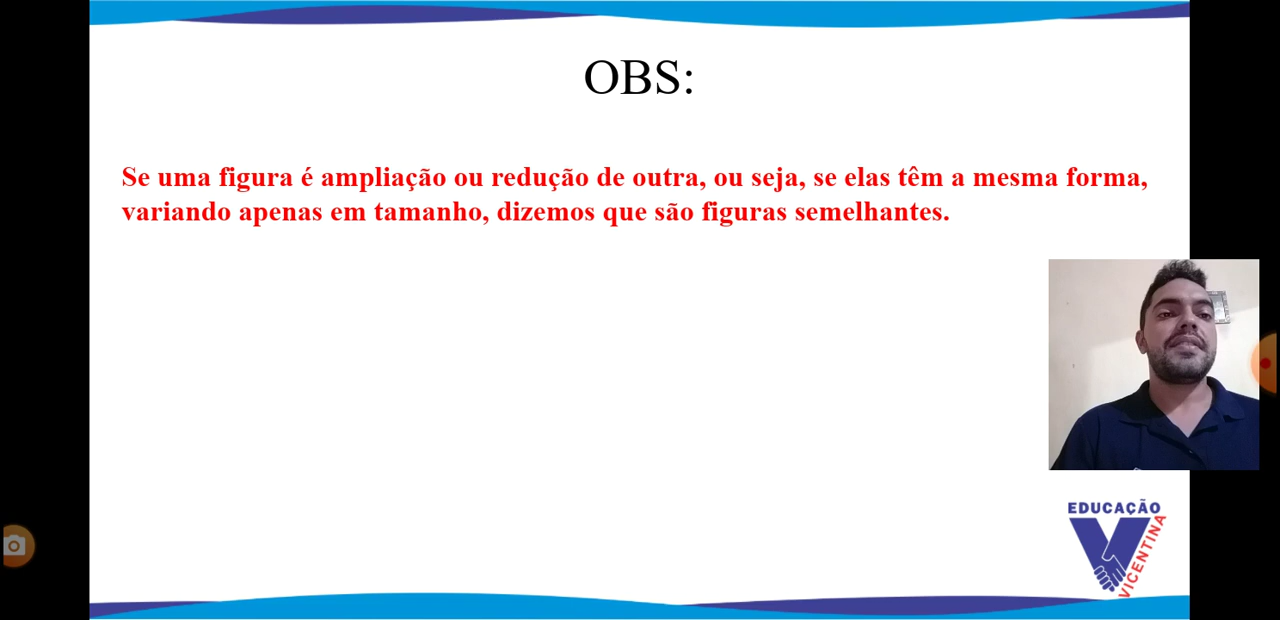 OBS:
Se uma figura é ampliação ou redução de outra, ou seja, se elas têm a mesma forma,
variando apenas em tamanho, dizemos que são figuras semelhantes.
EDUCAÇÃO
VICENTINA